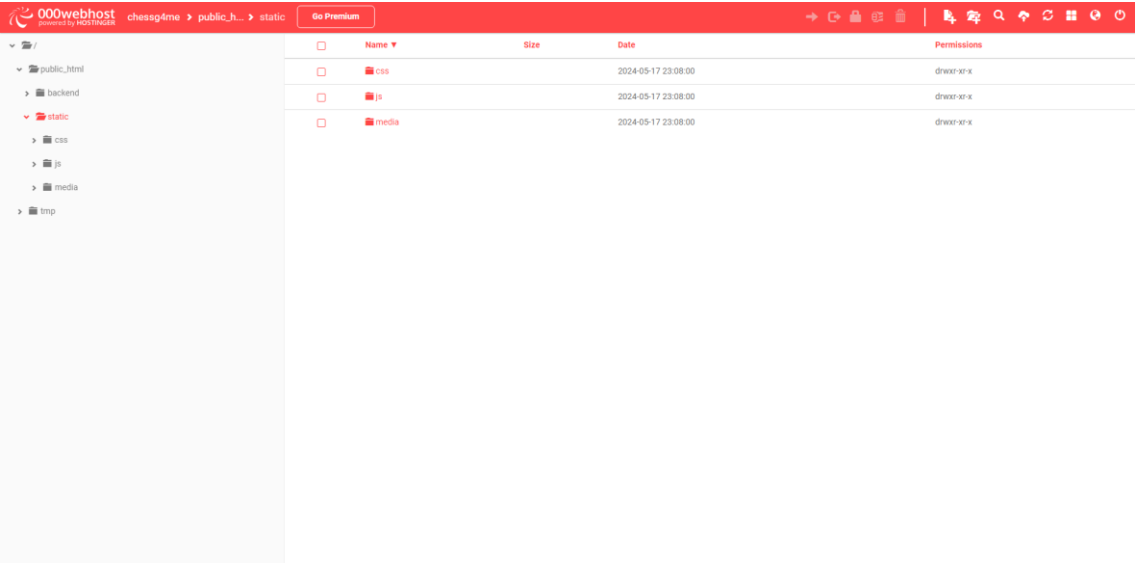 000webhost
powered by HOSTINGER
chessg4me > public_h... > static
Go Premium
/
public_html
backend
static
css
js
media
tmp
Name ▼ Size Date Permissions
css 2024-05-17 23:08:00 drwxr-xr-x
js 2024-05-17 23:08:00 drwxr-xr-x
media 2024-05-17 23:08:00 drwxr-xr-x